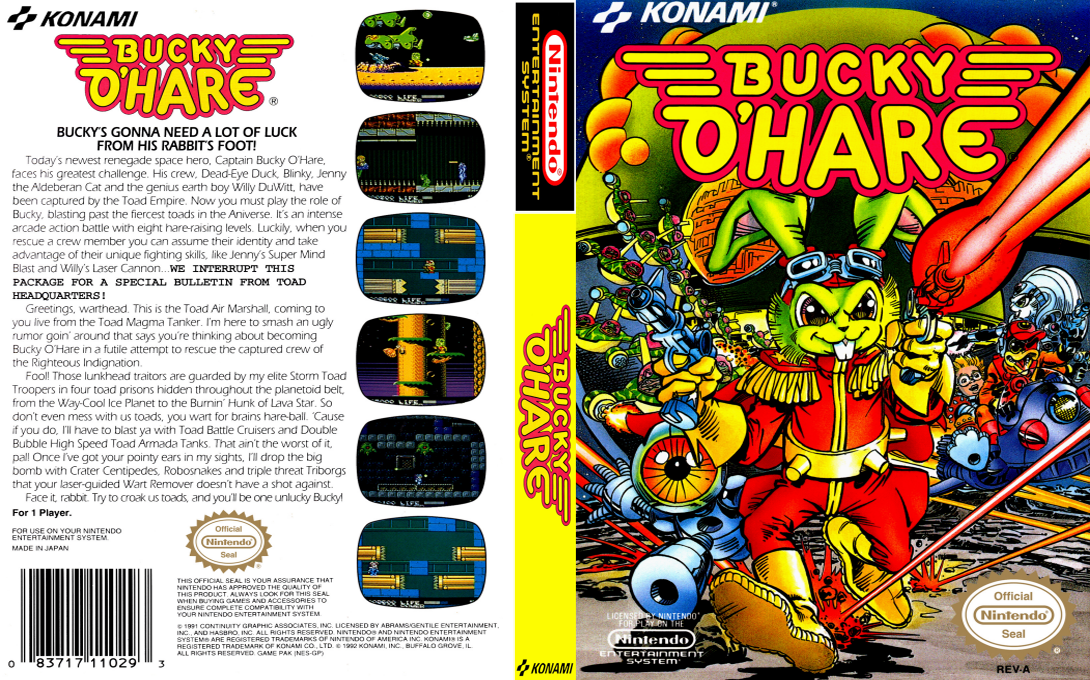 KONAMI
BUCKY
O'HARE®
BUCKY'S GONNA NEED A LOT OF LUCK
FROM HIS RABBIT'S FOOT!
Today's newest renegade space hero, Captain Bucky O'Hare,
faces his greatest challenge. His crew, Dead-Eye Duck, Blinky, Jenny
the Aldeberan Cat and the genius earth boy Willy DuWitt, have
been captured by the Toad Empire. Now you must play the role of
Bucky, blasting past the fiercest toads in the Aniverse. It's an intense
arcade action battle with eight hare-raising levels. Luckily, when you
rescue a crew member you can assume their identity and take
advantage of their unique fighting skills, like Jenny's Super Mind
Blast and Willy's Laser Cannon...WE INTERRUPT THIS
PACKAGE FOR A SPECIAL BULLETIN FROM TOAD
HEADQUARTERS!
Greetings, warthead. This is the Toad Air Marshall, coming to
you live from the Toad Magma Tanker. I'm here to smash an ugly
rumor goin' around that says you're thinking about becoming
Bucky O'Hare in a futile attempt to rescue the captured crew of
the Righteous Indignation.
Fool! Those lunkhead traitors are guarded by my elite Storm Toad
Troopers in four toad prisons hidden throughout the planetoid belt,
from the Way-Cool Ice Planet to the Burnin' Hunk of Lava Star. So
don't even mess with us toads, you want for brains hare-ball. 'Cause
if you do, I'll have to blast ya with Toad Battle Cruisers and Double
Bubble High Speed Toad Armada Tanks. That ain't the worst of it,
pal! Once I've got your pointy ears in my sights, I'll drop the big
bomb with Crater Centipedes, Robosnakes and triple threat Triborgs
that your laser-guided Wart Remover doesn't have a shot against.
Face it, rabbit. Try to croak us toads, and you'll be one unlucky Bucky!
For 1 Player.
FOR USE ON YOUR NINTENDO
ENTERTAINMENT SYSTEM.
MADE IN JAPAN
Official
Nintendo
Seal
THIS OFFICIAL SEAL IS YOUR ASSURANCE THAT
NINTENDO HAS APPROVED THE QUALITY OF
THIS PRODUCT. ALWAYS LOOK FOR THIS SEAL
WHEN BUYING GAMES AND ACCESSORIES TO
ENSURE COMPLETE COMPATIBILITY WITH
YOUR NINTENDO ENTERTAINMENT SYSTEM.
© 1991 CONTINUITY GRAPHIC ASSOCIATES, INC. LICENSED BY ABRAMS/GENTILE ENTERTAINMENT,
INC., AND HASBRO, INC. ALL RIGHTS RESERVED. NINTENDO® AND NINTENDO ENTERTAINMENT
SYSTEM® ARE REGISTERED TRADEMARKS OF NINTENDO OF AMERICA INC. KONAMI® IS A
REGISTERED TRADEMARK OF KONAMI CO., LTD. © 1992 KONAMI, INC., BUFFALO GROVE, IL.
ALL RIGHTS RESERVED. GAME PAK (NES-GP)
0 83717 11029 3
Nintendo®
ENTERTAINMENT
SYSTEM®
BUCKY
O'HARE
KONAMI
KONAMI®
BUCKY
O'HARE
LICENSED BY NINTENDO®
FOR PLAY ON THE
Nintendo
ENTERTAINMENT
SYSTEM®
Official
Nintendo
Seal
REV-A